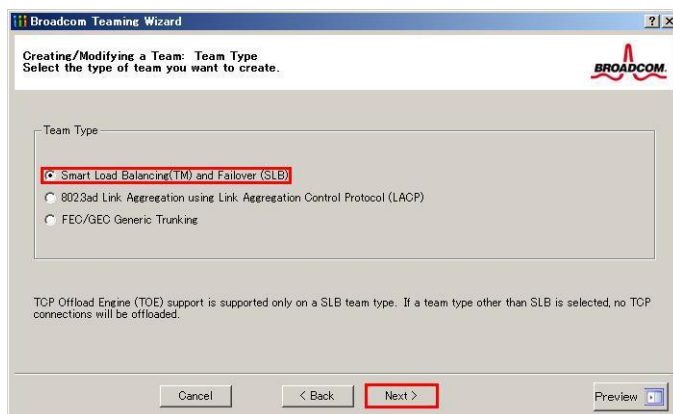 Broadcom Teaming Wizard
Creating/Modifying a Team: Team Type
Select the type of team you want to create.
BROADCOM.
Team Type
Smart Load Balancing(TM) and Failover (SLB)
802.3ad Link Aggregation using Link Aggregation Control Protocol (LACP)
FEC/GEC Generic Trunking
TCP Offload Engine (TOE) support is supported only on a SLB team type. If a team type other than SLB is selected, no TCP
connections will be offloaded.
Cancel
< Back
Next >
Preview